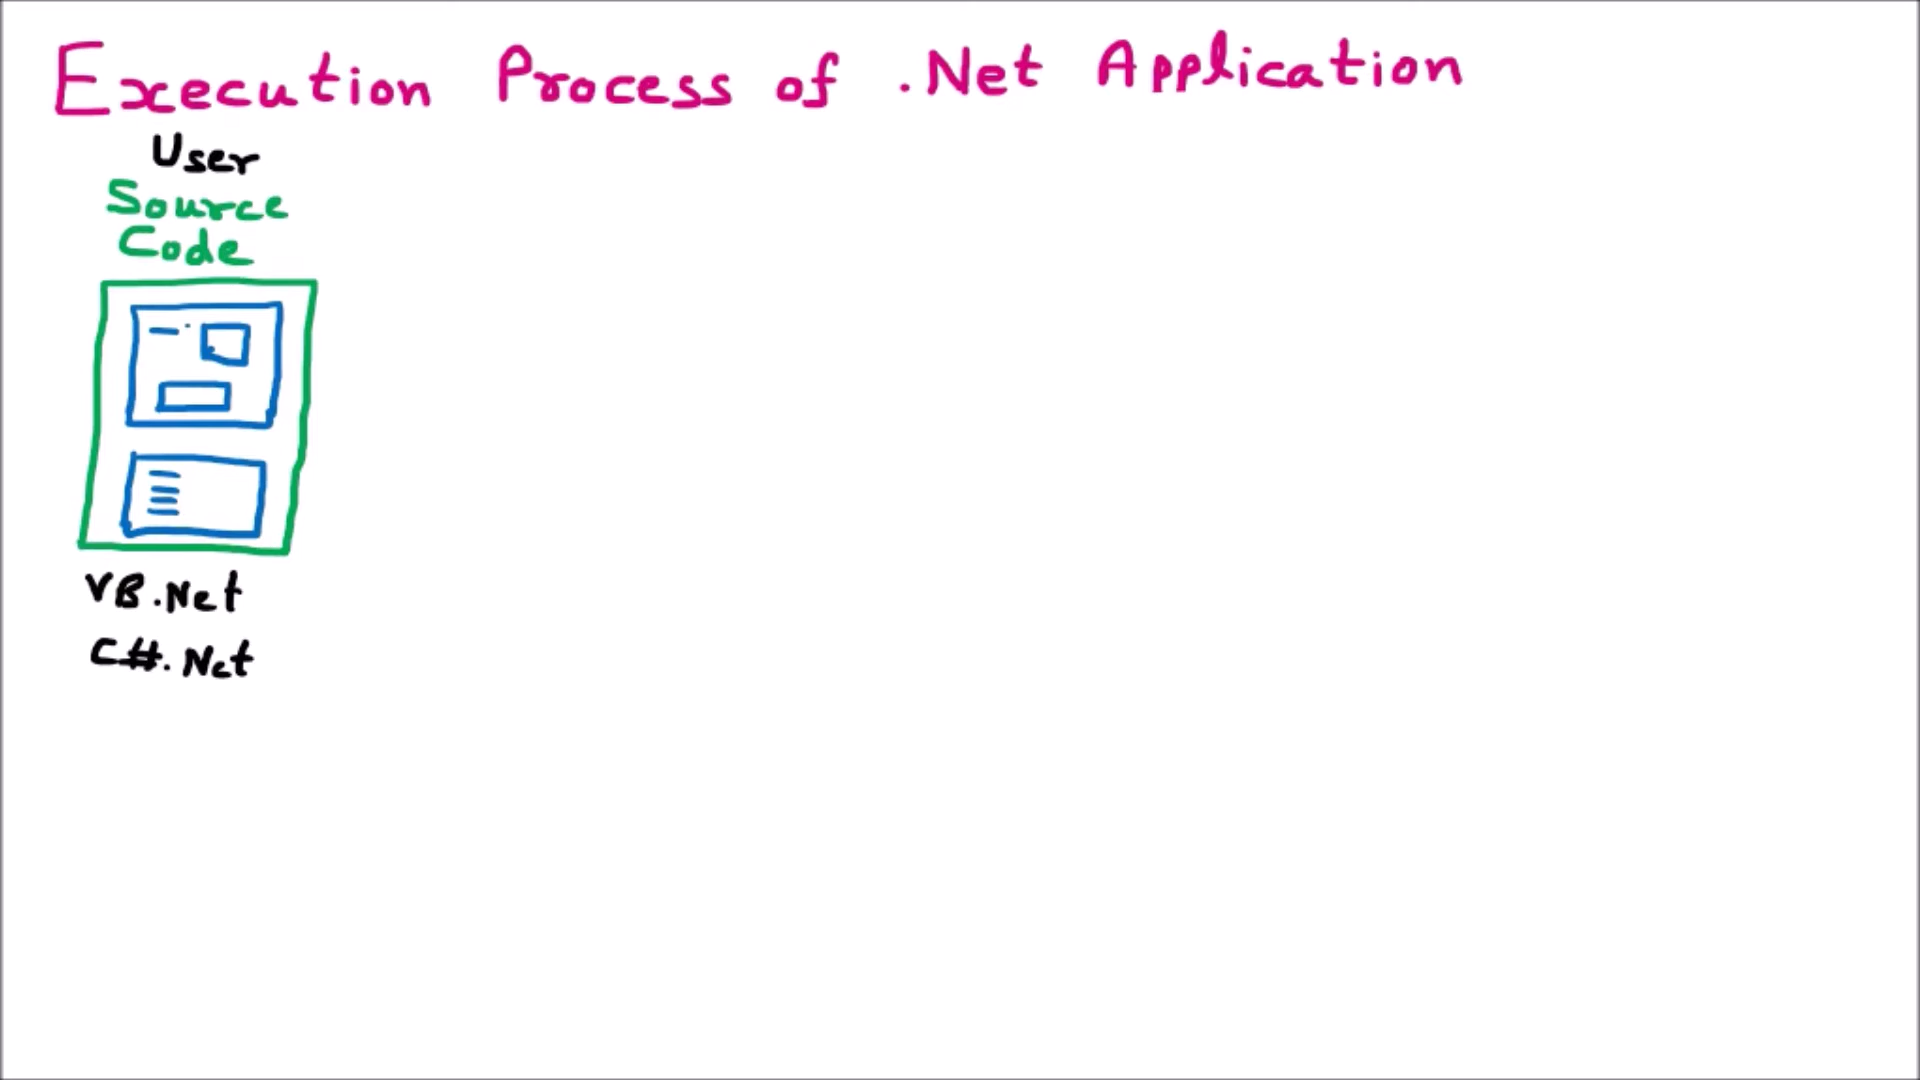 Execution Process of .Net Application
User
Source
Code
VB.Net
C#.Net